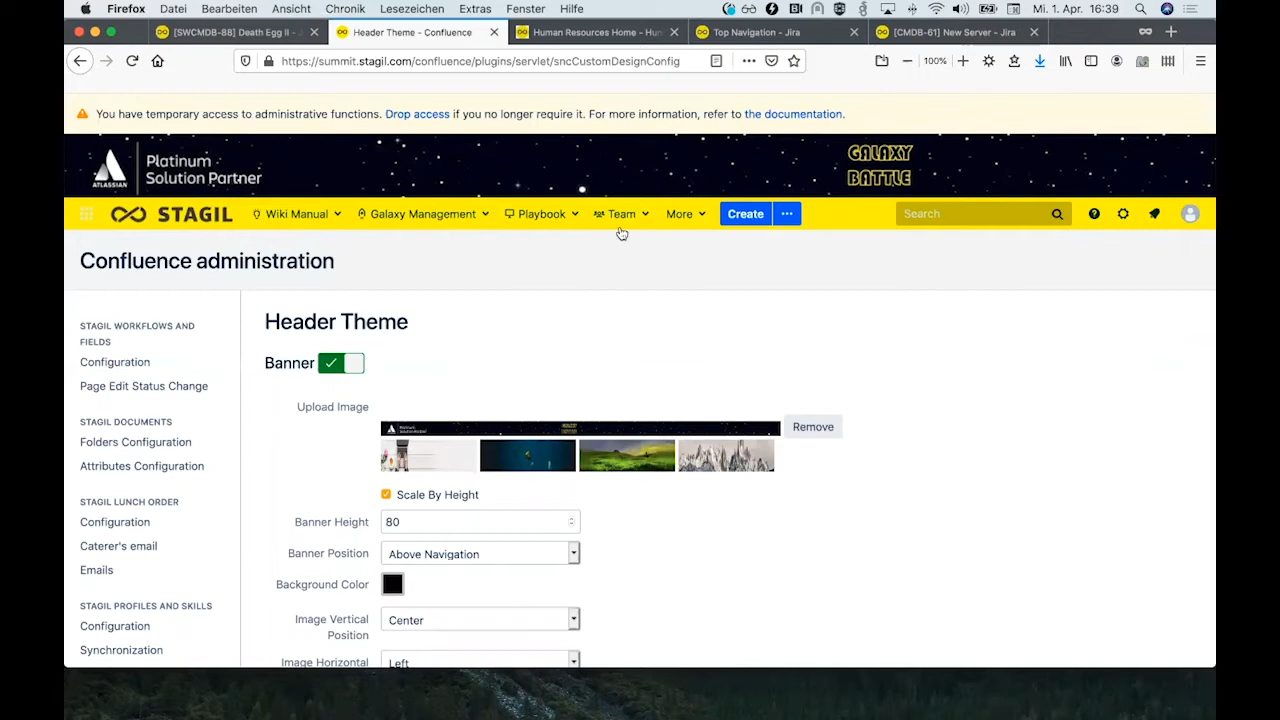 Firefox Datei Bearbeiten Ansicht Chronik Lesezeichen Extras Fenster Hilfe Mi. 1. Apr. 16:39
[SWCMDB-88] Death Egg II - J Header Theme - Confluence Human Resources Home - Hum Top Navigation - Jira [CMDB-61] New Server - Jira
https://summit.stagil.com/confluence/plugins/servlet/sncCustomDesignConfig 100%
You have temporary access to administrative functions. Drop access if you no longer require it. For more information, refer to the documentation.
ATLASSIAN
Platinum
Solution Partner
GALAXY
BATTLE
STAGIL Wiki Manual Galaxy Management Playbook Team More Create Search
Confluence administration
STAGIL WORKFLOWS AND
FIELDS
Configuration
Page Edit Status Change
STAGIL DOCUMENTS
Folders Configuration
Attributes Configuration
STAGIL LUNCH ORDER
Configuration
Caterer's email
Emails
STAGIL PROFILES AND SKILLS
Configuration
Synchronization
Header Theme
Banner
Upload Image
Remove
Scale By Height
Banner Height 80
Banner Position Above Navigation
Background Color
Image Vertical
Position
Center
Image Horizontal Left